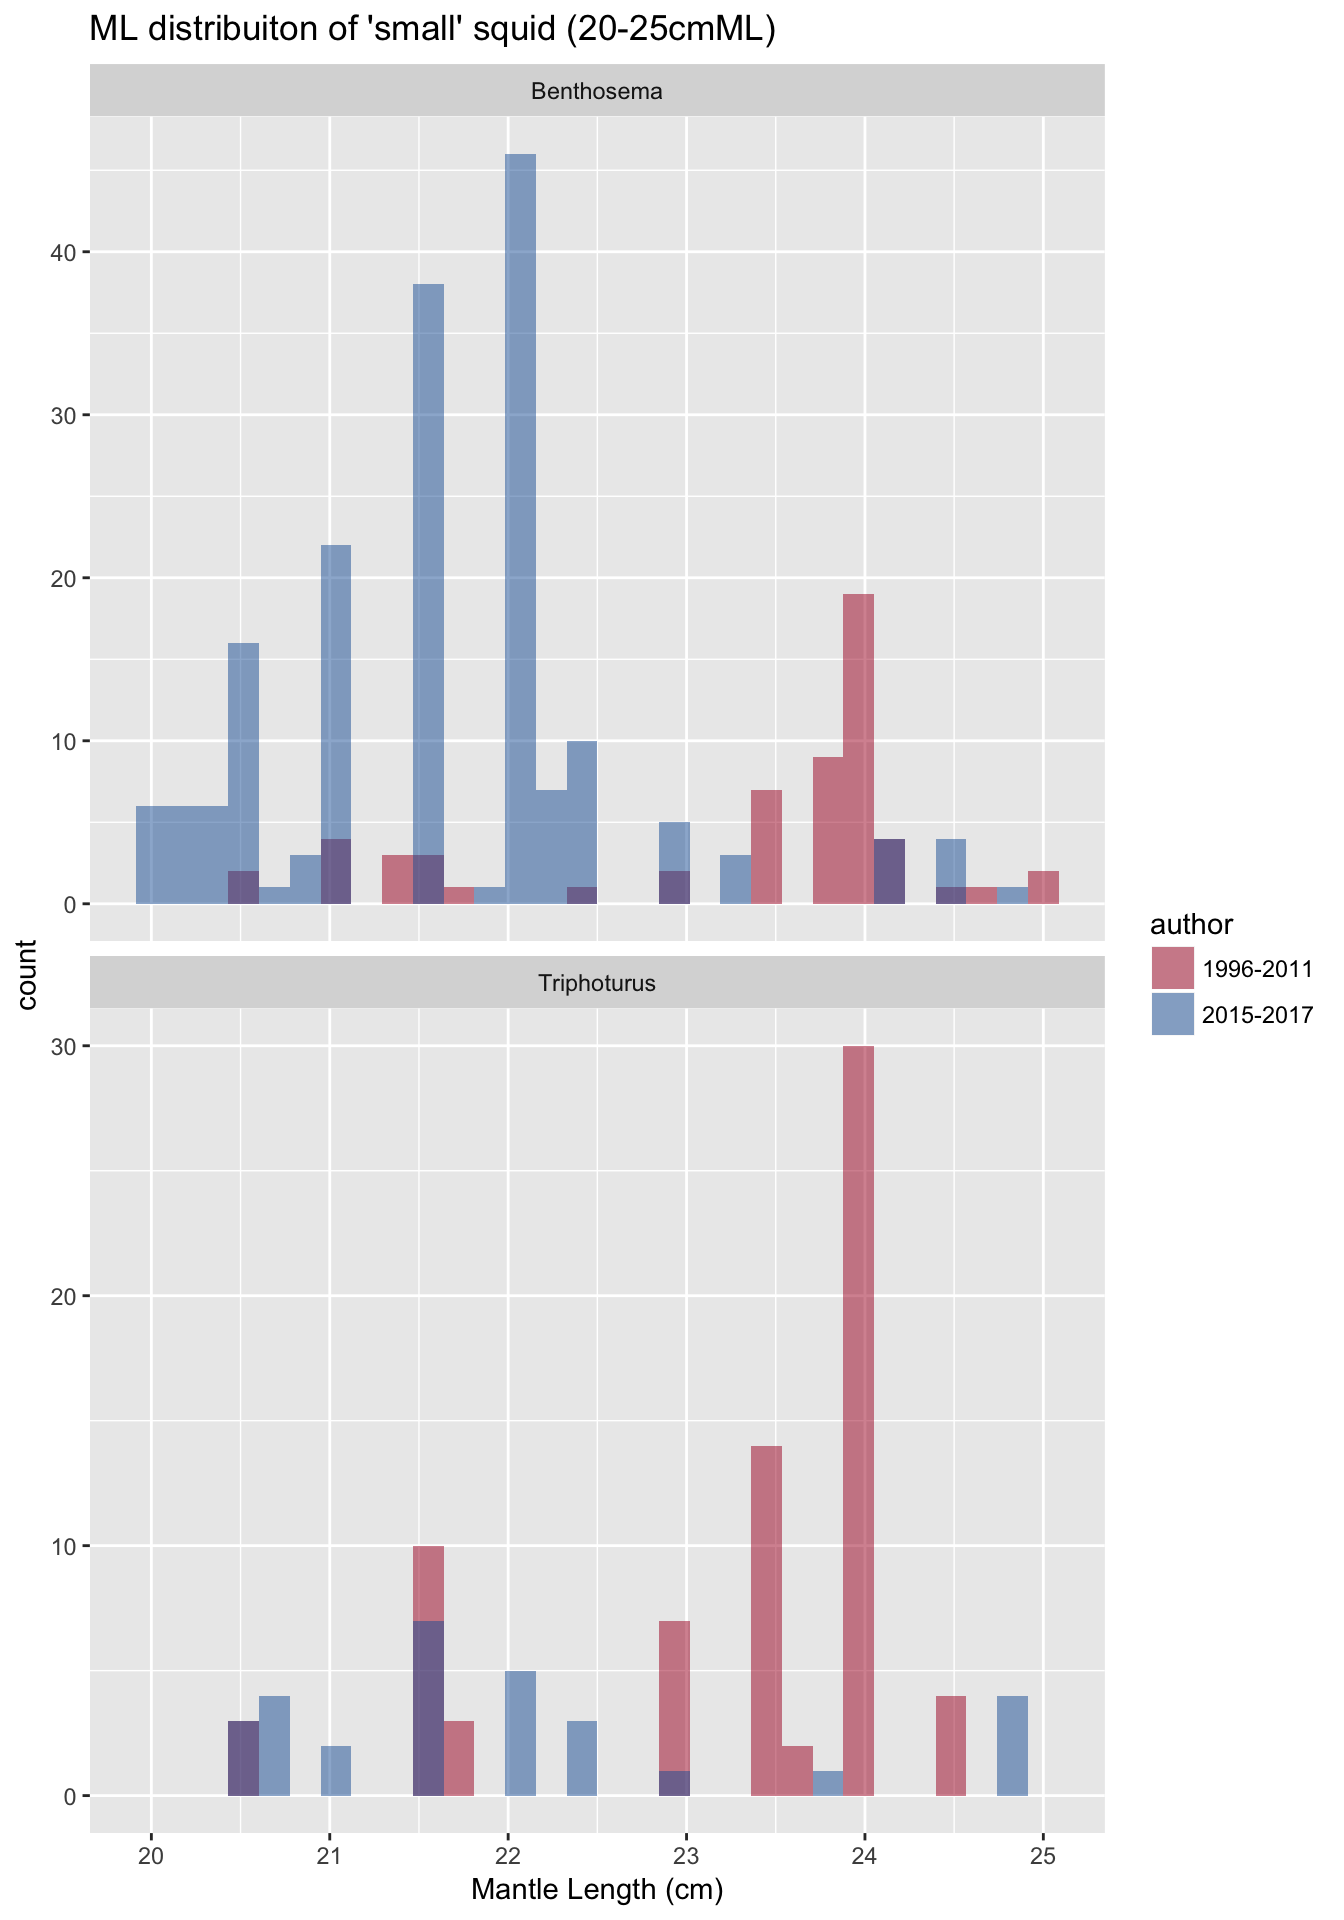 ML distribuiton of 'small' squid (20-25cmML)
Benthosema
40
30
20
10
0
count
Triphoturus
30
20
10
0
20 21 22 23 24 25
Mantle Length (cm)
author
1996-2011
2015-2017